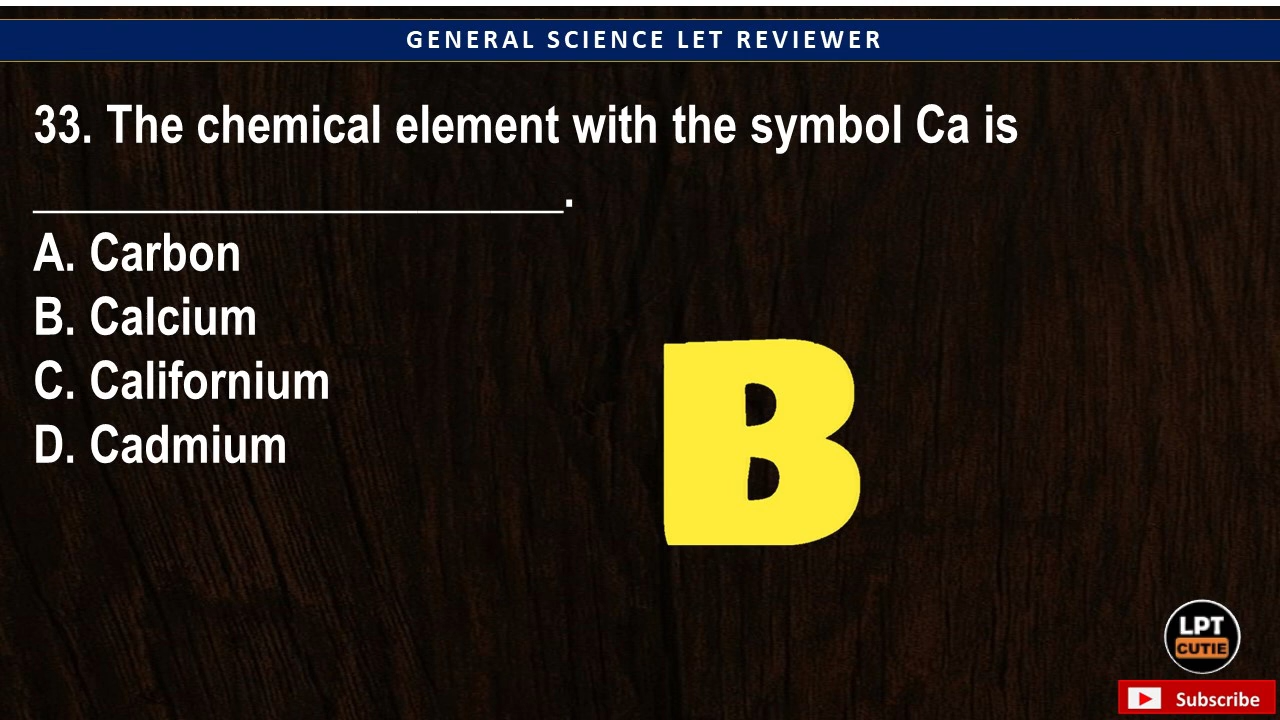 GENERAL SCIENCE LET REVIEWER
33. The chemical element with the symbol Ca is
______________________.
A. Carbon
B. Calcium
C. Californium
D. Cadmium
B
LPT
CUTIE
Subscribe